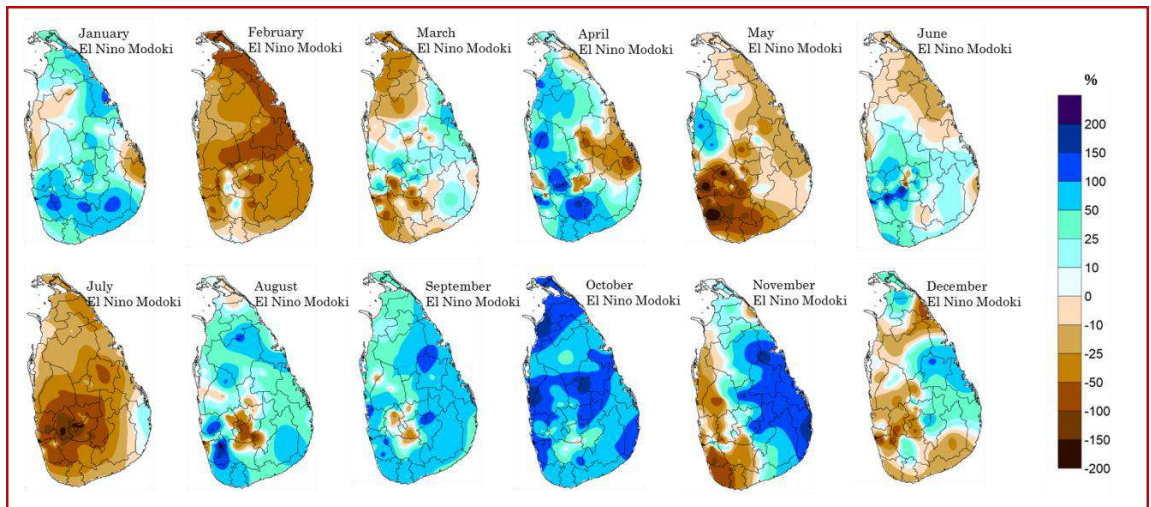 January
El Nino Modoki
February
El Nino Modoki
March
El Nino Modoki
April
El Nino Modoki
May
El Nino Modoki
June
El Nino Modoki
%
200
150
100
50
25
10
0
-10
-25
-50
-100
-150
-200
July
El Nino Modoki
August
El Nino Modoki
September
El Nino Modoki
October
El Nino Modoki
November
El Nino Modoki
December
El Nino Modoki